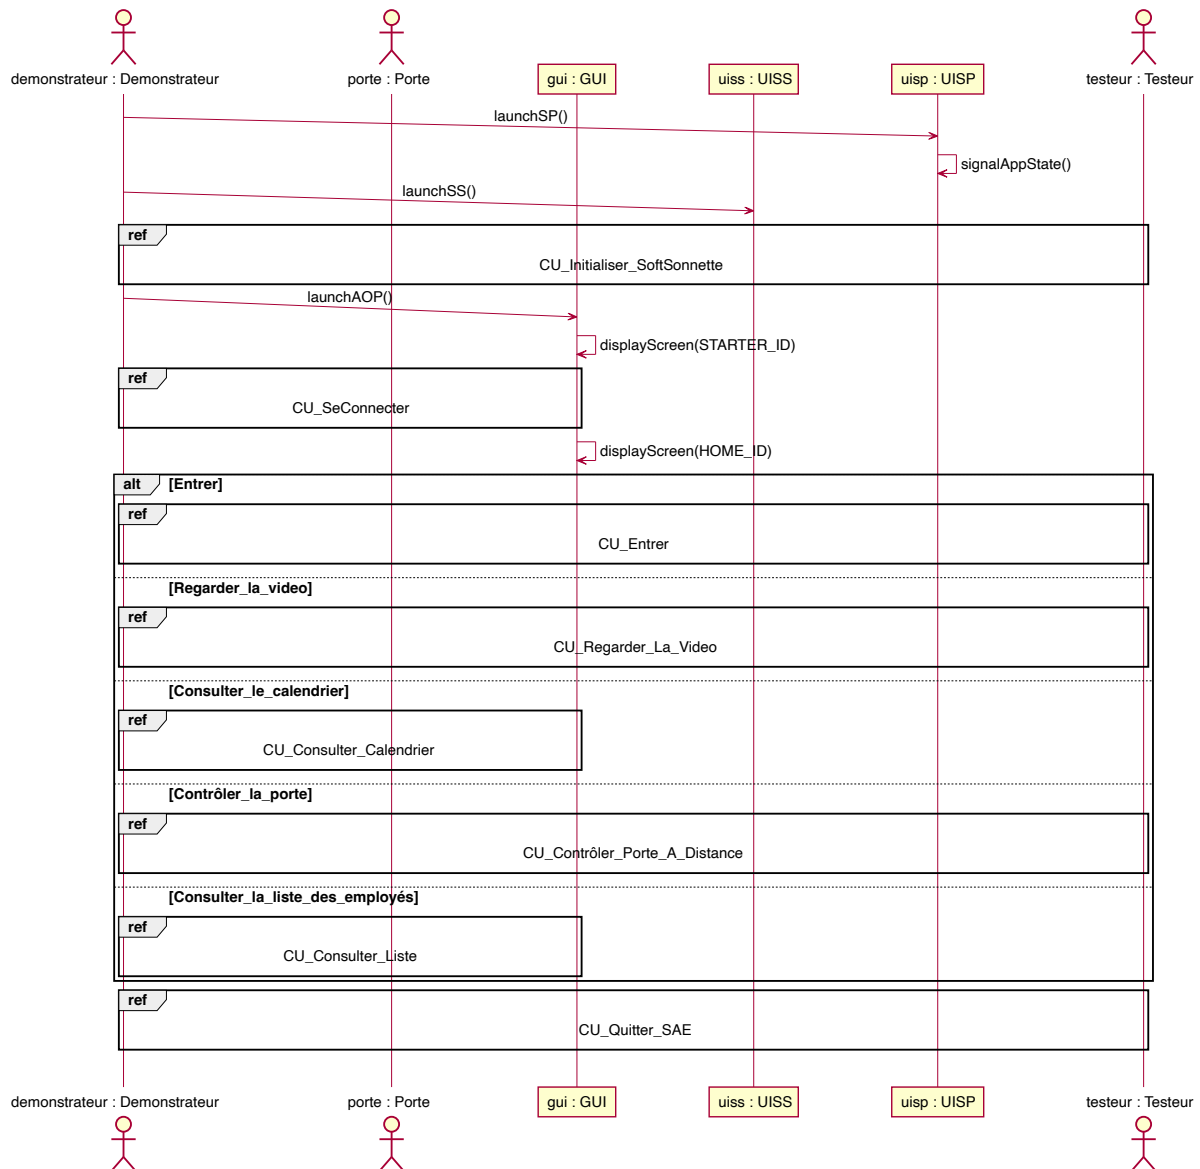 demonstrateur : Demonstrateur
porte : Porte
gui : GUI
uiss : UISS
uisp : UISP
testeur : Testeur
launchSP()
signalAppState()
launchSS()
ref
CU_Initialiser_SoftSonnette
launchAOP()
displayScreen(STARTER_ID)
ref
CU_SeConnecter
displayScreen(HOME_ID)
alt [Entrer]
ref
CU_Entrer
[Regarder_la_video]
ref
CU_Regarder_La_Video
[Consulter_le_calendrier]
ref
CU_Consulter_Calendrier
[Contrôler_la_porte]
ref
CU_Contrôler_Porte_A_Distance
[Consulter_la_liste_des_employés]
ref
CU_Consulter_Liste
ref
CU_Quitter_SAE
demonstrateur : Demonstrateur
porte : Porte
gui : GUI
uiss : UISS
uisp : UISP
testeur : Testeur